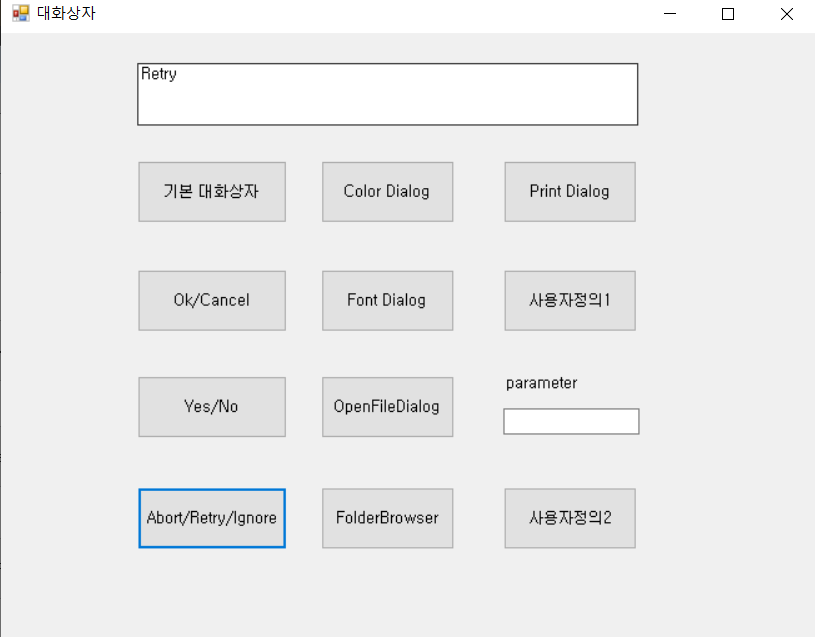 대화상자
Retry
기본 대화상자
Color Dialog
Print Dialog
Ok/Cancel
Font Dialog
사용자정의1
Yes/No
OpenFileDialog
parameter
Abort/Retry/Ignore
FolderBrowser
사용자정의2